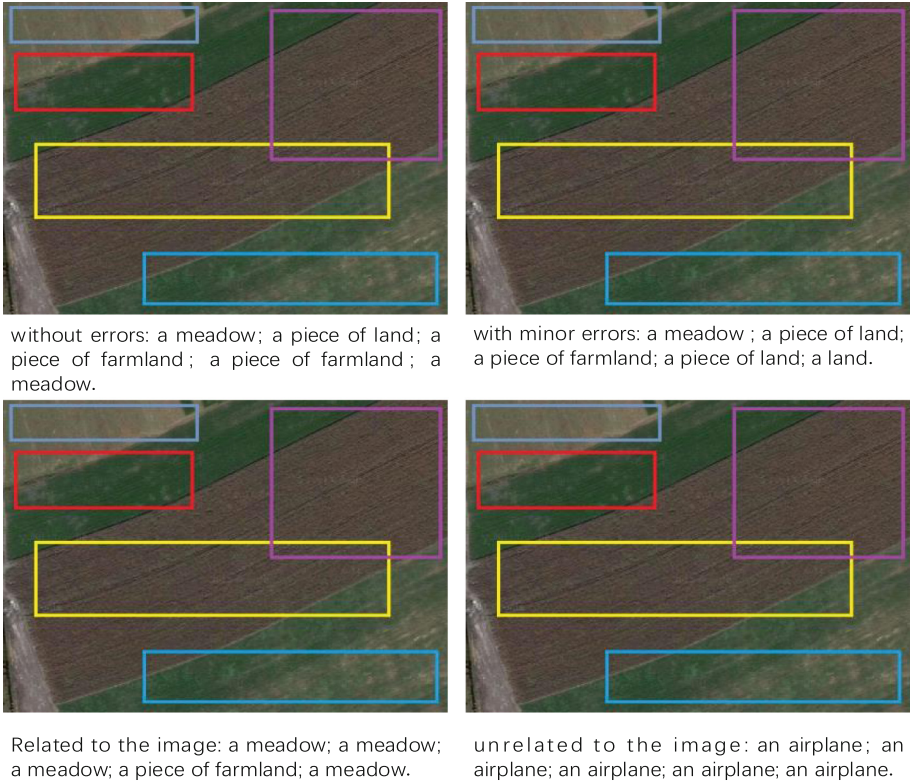 without errors: a meadow; a piece of land; a
piece of farmland ; a piece of farmland ; a
meadow.
with minor errors: a meadow ; a piece of land;
a piece of farmland; a piece of land; a land.
Related to the image: a meadow; a meadow;
a meadow; a piece of farmland; a meadow.
unrelated to the image: an airplane; an
airplane; an airplane; an airplane; an airplane.